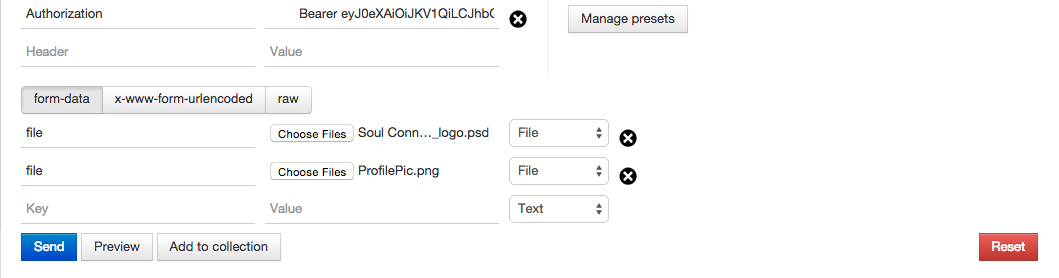 Authorization Bearer eyJ0eXAiOiJKV1QiLCJhbG
Manage presets
Header Value
form-data x-www-form-urlencoded raw
file Choose Files Soul Conn…_logo.psd File
file Choose Files ProfilePic.png File
Key Value Text
Send Preview Add to collection Reset